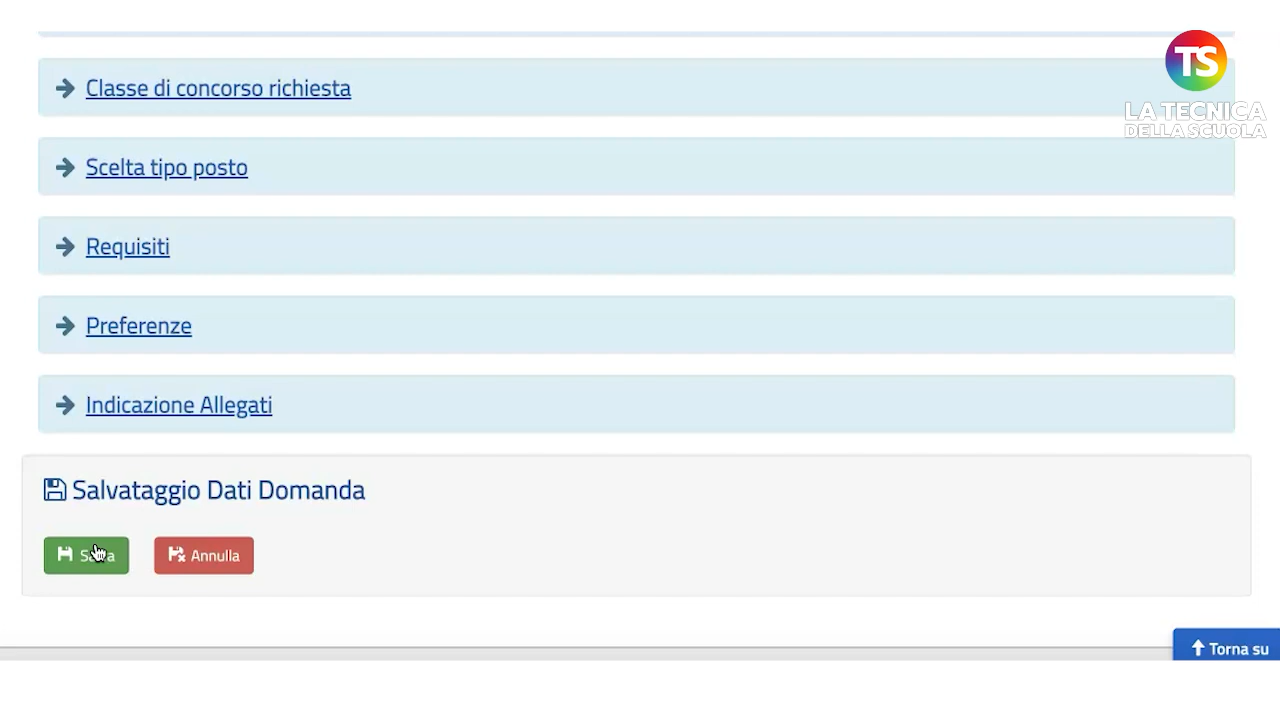 TS
LA TECNICA
DELLA SCUOLA
Classe di concorso richiesta
Scelta tipo posto
Requisiti
Preferenze
Indicazione Allegati
Salvataggio Dati Domanda
Annulla
Torna su